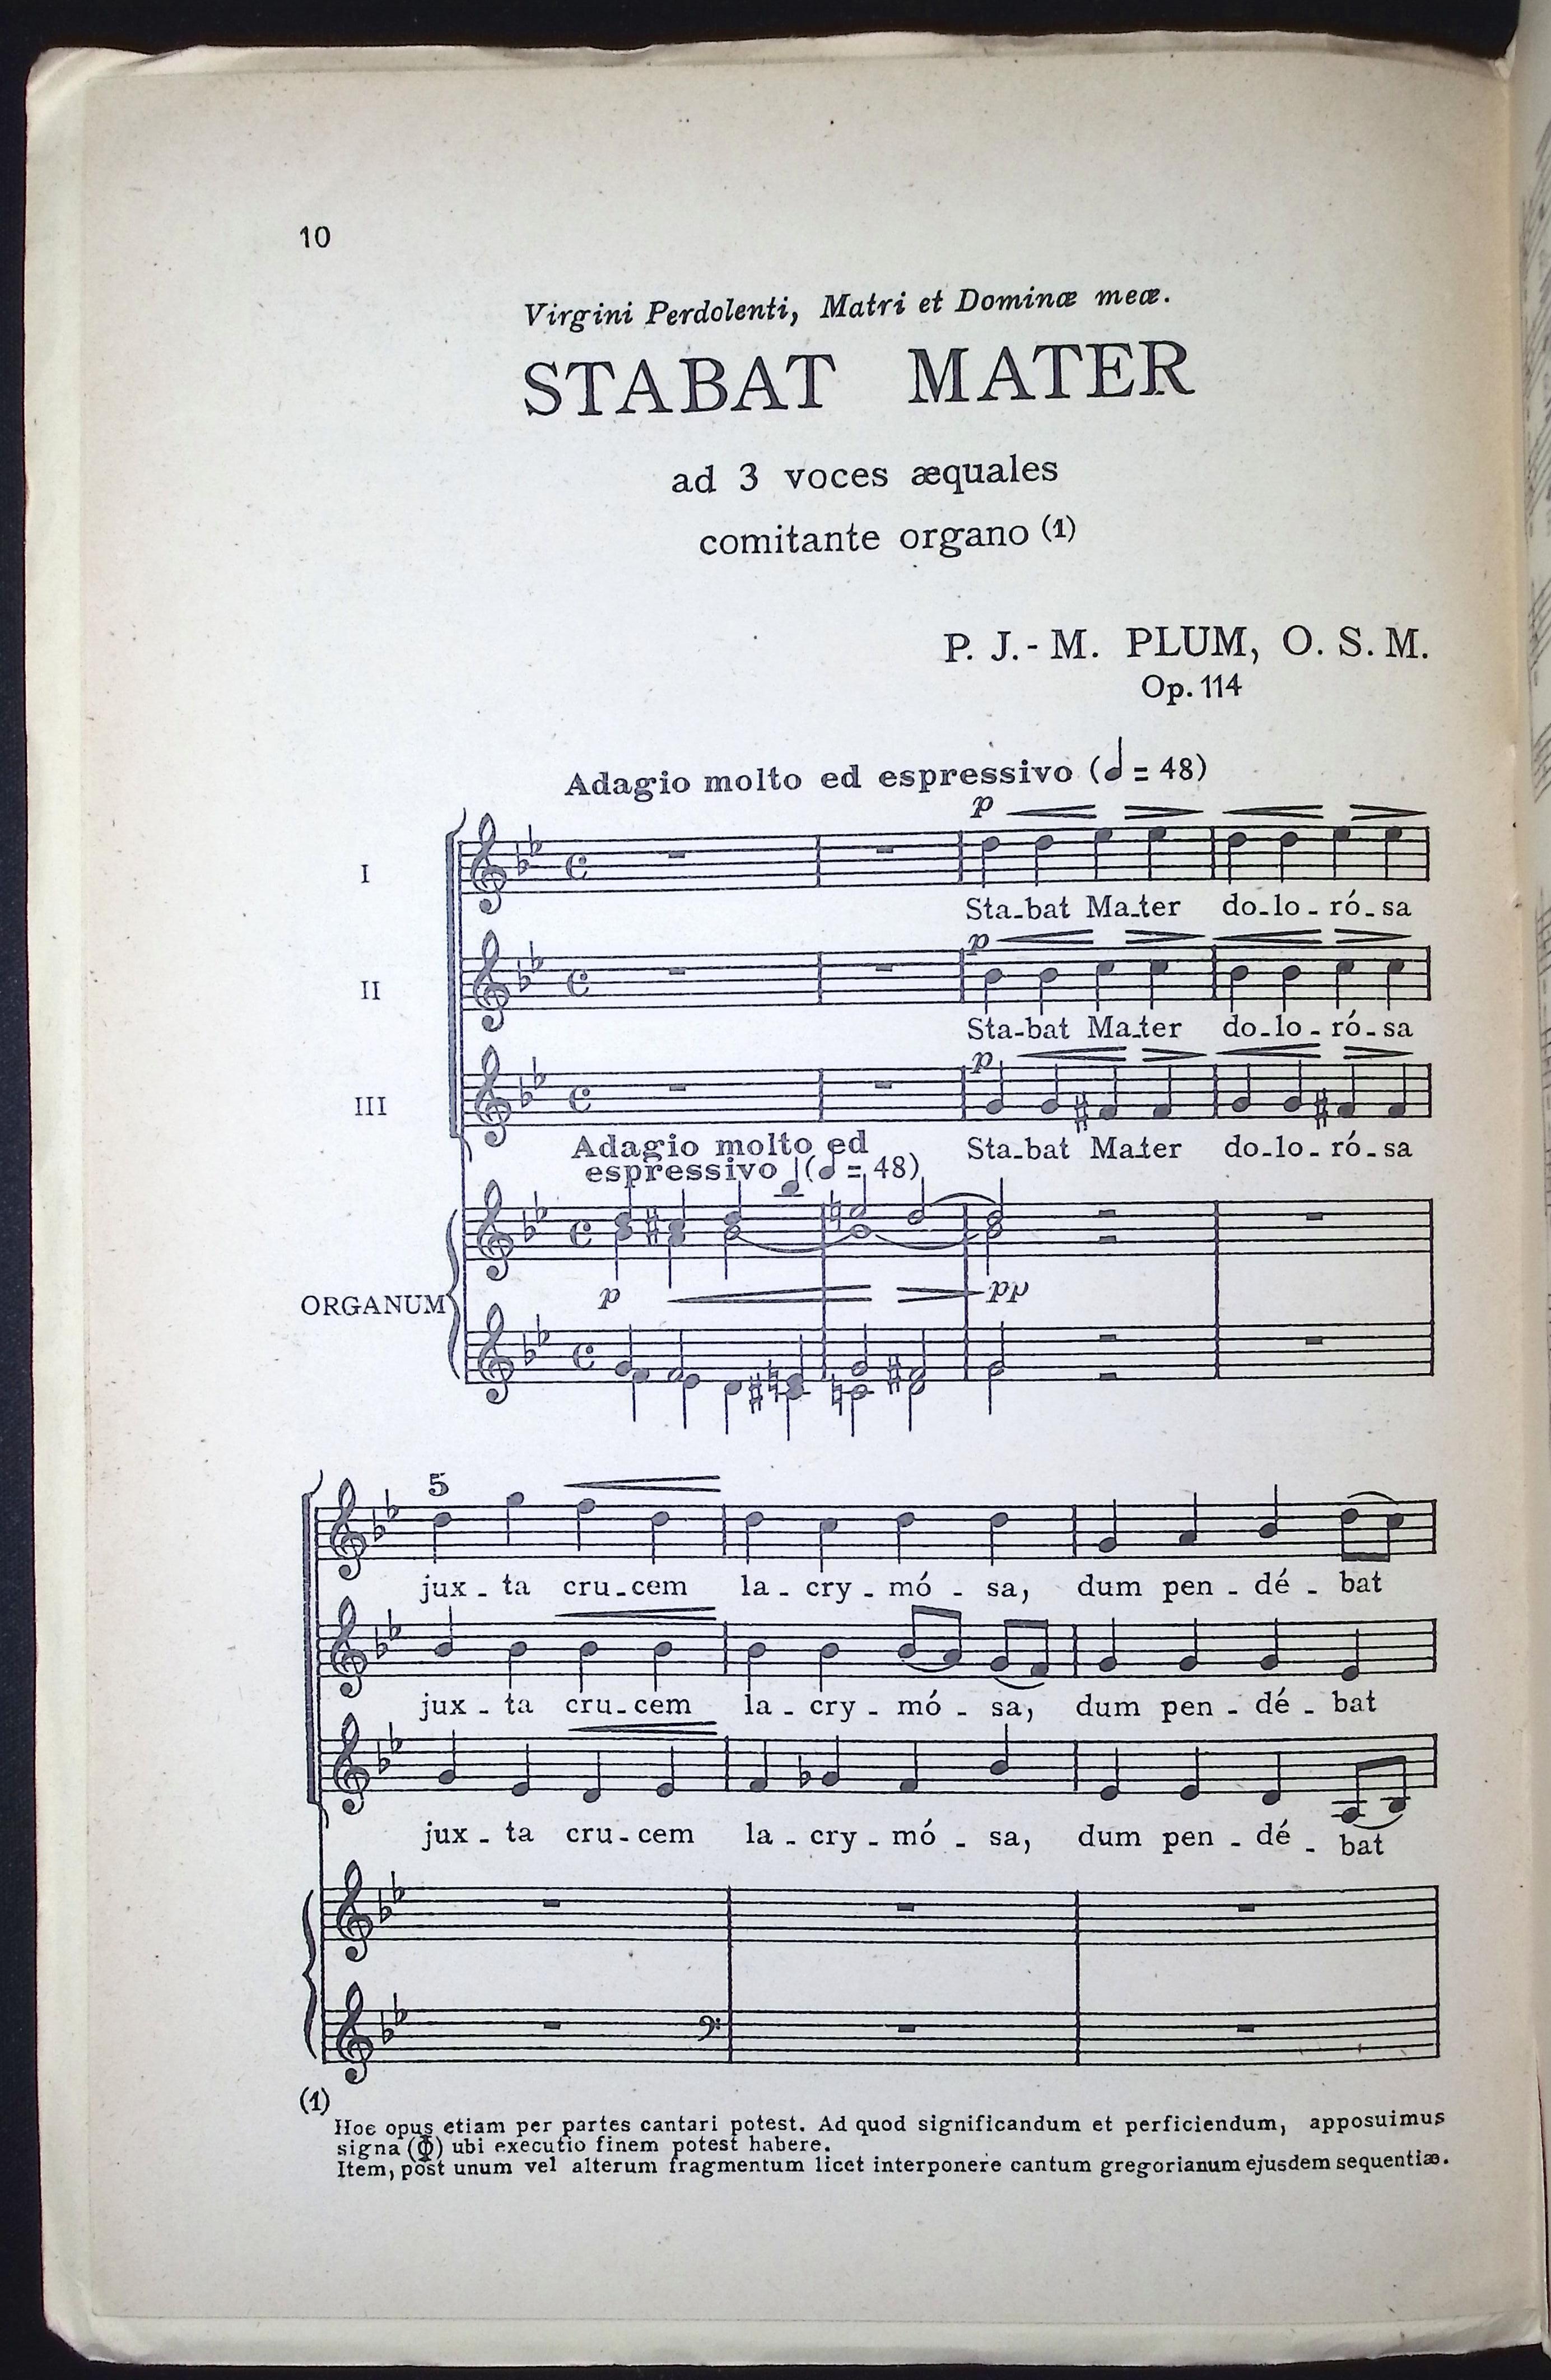 10
Virgini Perdolenti, Matri et Dominæ meæ.
STABAT MATER
ad 3 voces æquales
comitante organo (1)
P. J.-M. PLUM, O. S. M.
Op. 114
Adagio molto ed espressivo (𝅗𝅥 = 48)
p
I
Sta-bat Ma-ter do-lo-ró-sa
p
II
Sta-bat Ma-ter do-lo-ró-sa
p
III
Sta-bat Ma-ter do-lo-ró-sa
Adagio molto ed
espressivo (𝅗𝅥 = 48)
p pp
ORGANUM
5
jux-ta cru-cem la-cry-mó-sa, dum pen-dé-bat
jux-ta cru-cem la-cry-mó-sa, dum pen-dé-bat
jux-ta cru-cem la-cry-mó-sa, dum pen-dé-bat
(1)
Hoc opus etiam per partes cantari potest. Ad quod significandum et perficiendum, apposuimus
signa (Φ) ubi executio finem potest habere.
Item, post unum vel alterum fragmentum licet interponere cantum gregorianum ejusdem sequentiæ.